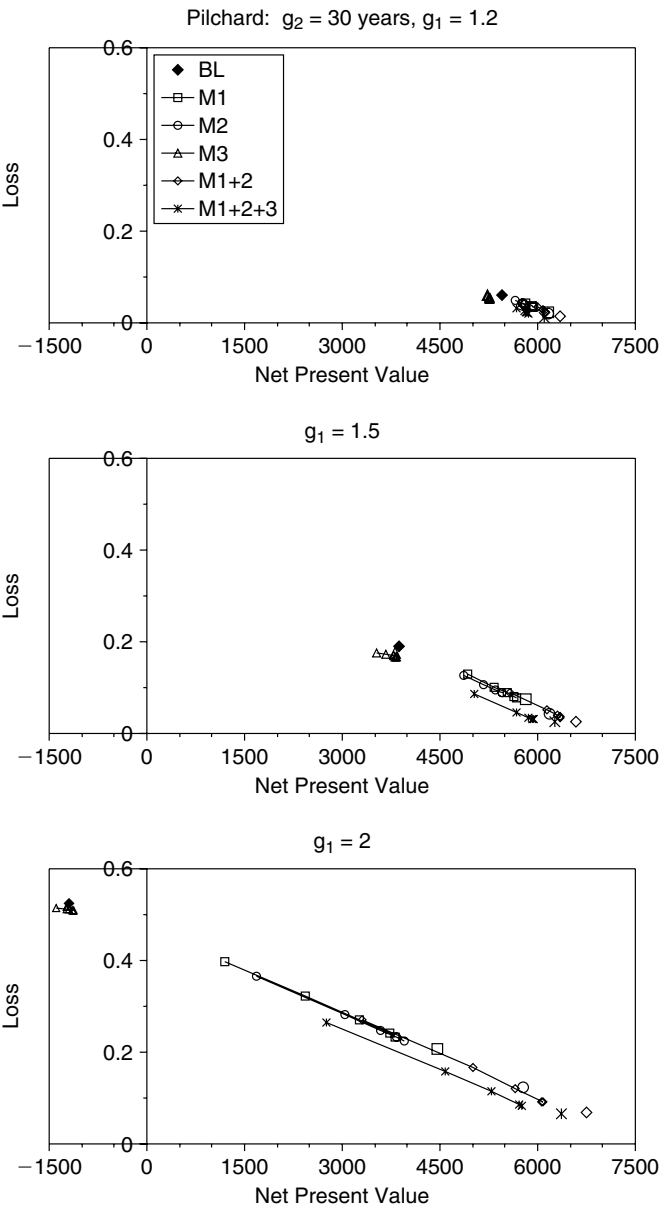 Pilchard: g2 = 30 years, g1 = 1.2
0.6
0.4
0.2
0
Loss
BL
M1
M2
M3
M1+2
M1+2+3
−1500 0 1500 3000 4500 6000 7500
Net Present Value
g1 = 1.5
0.6
0.4
0.2
0
Loss
−1500 0 1500 3000 4500 6000 7500
Net Present Value
g1 = 2
0.6
0.4
0.2
0
Loss
−1500 0 1500 3000 4500 6000 7500
Net Present Value